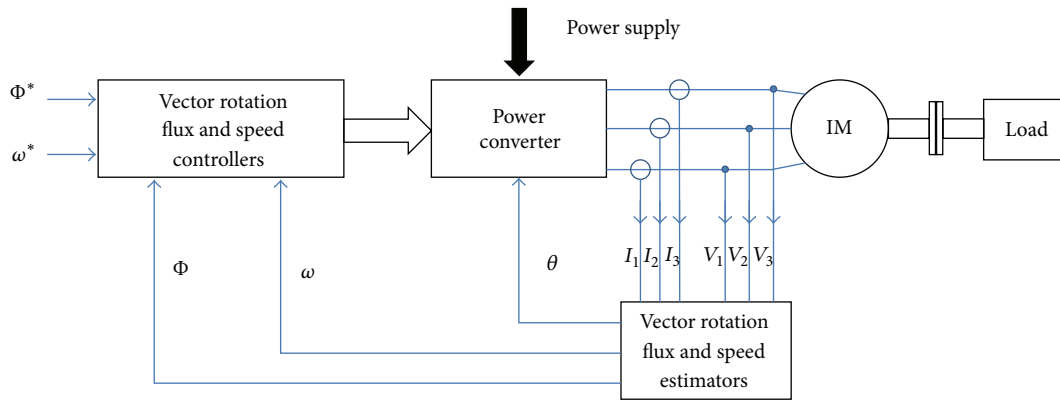 Power supply
Φ*
ω*
Vector rotation
flux and speed
controllers
Power
converter
IM
Load
Φ
ω
θ
I₁ I₂ I₃ V₁ V₂ V₃
Vector rotation
flux and speed
estimators